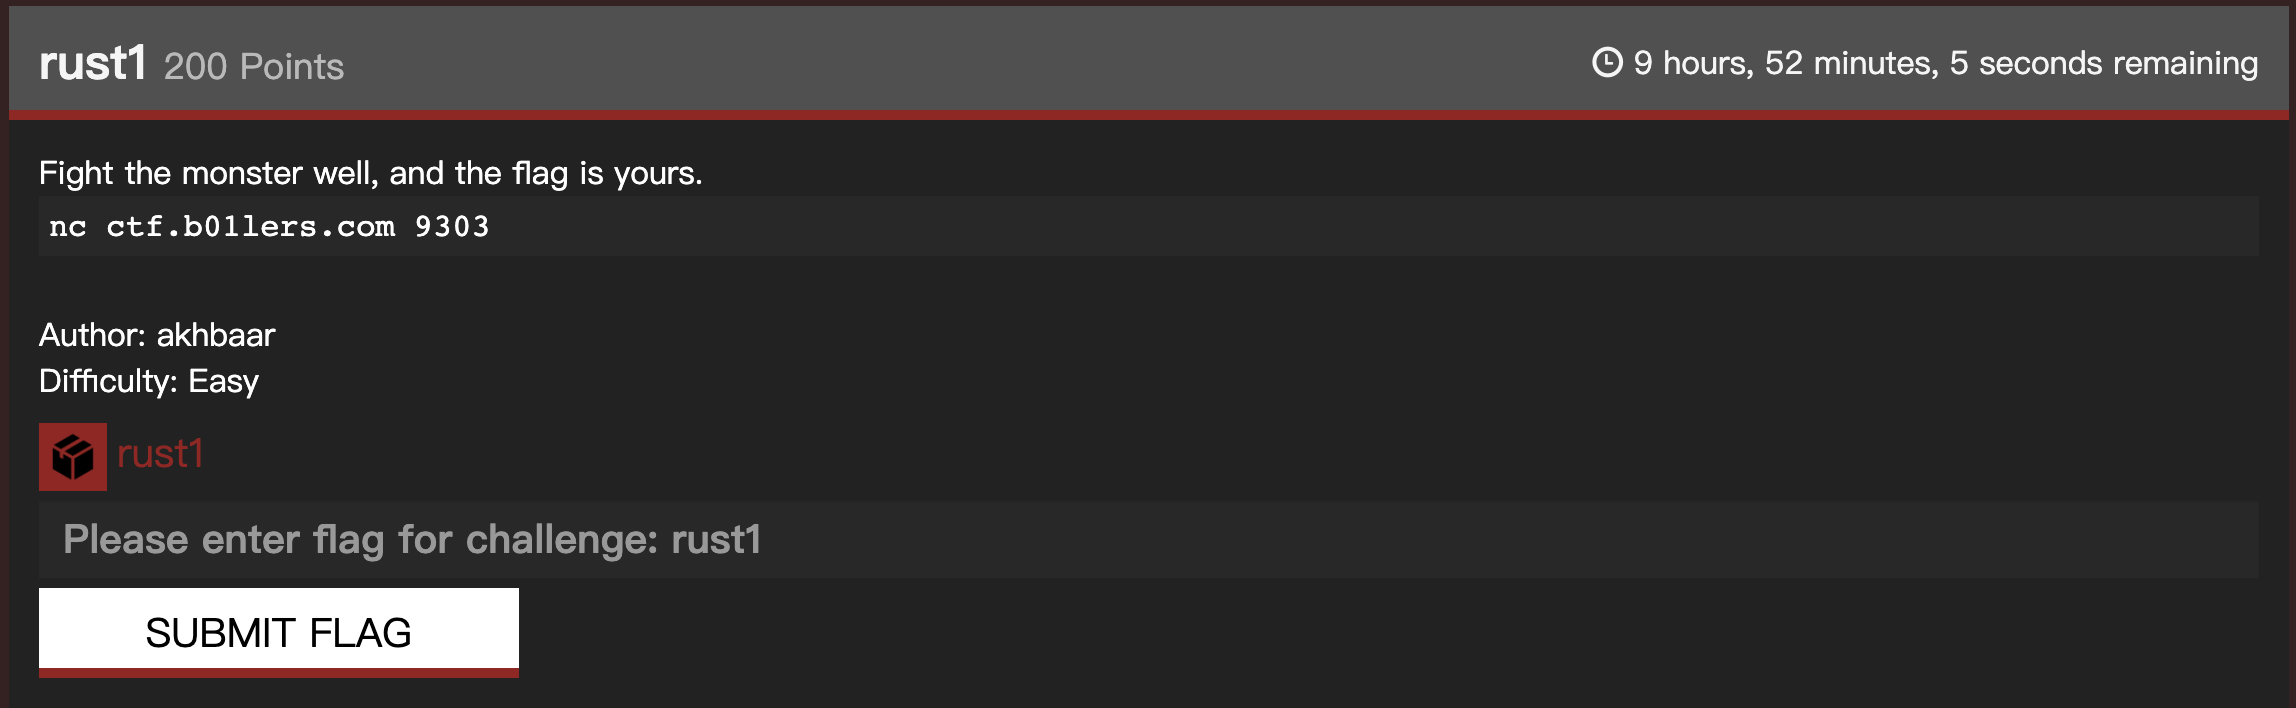 rust1 200 Points
9 hours, 52 minutes, 5 seconds remaining
Fight the monster well, and the flag is yours.
nc ctf.b01lers.com 9303
Author: akhbaar
Difficulty: Easy
rust1
Please enter flag for challenge: rust1
SUBMIT FLAG